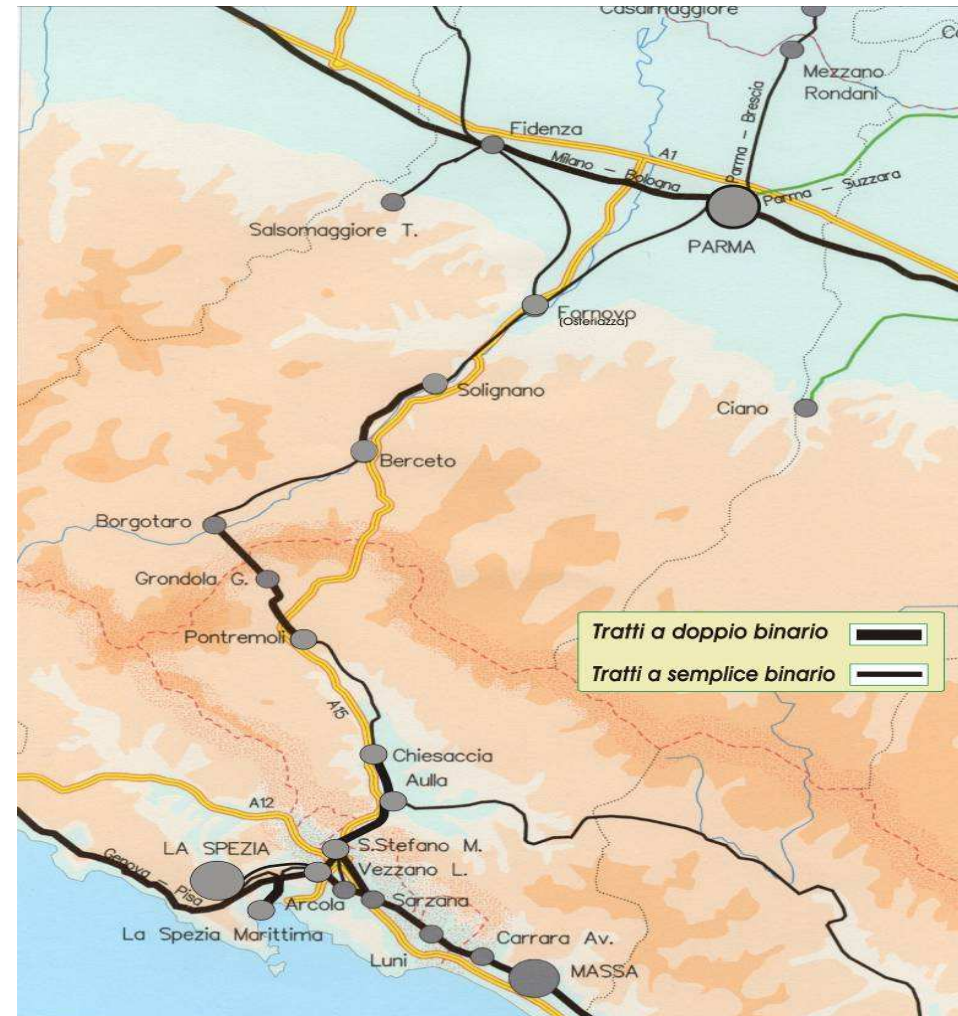 Casalmaggiore
Mezzano
Rondani
Parma - Brescia
Fidenza
A1
Milano - Bologna
Parma - Suzzara
Salsomaggiore T.
PARMA
Fornovo
(Osteriazza)
Solignano
Ciano
Berceto
Borgotaro
Grondola G.
Pontremoli
Tratti a doppio binario
Tratti a semplice binario
A15
Chiesaccia
Aulla
A12
LA SPEZIA
S.Stefano M.
Genova - Pisa
Vezzano L.
Arcola
Sarzana
La Spezia Marittima
Carrara Av.
Luni
MASSA